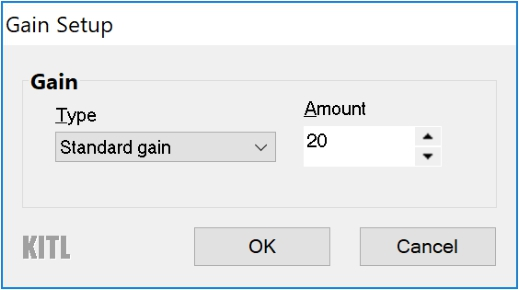 Gain Setup
Gain
Type
Amount
Standard gain
20
KITL
OK
Cancel